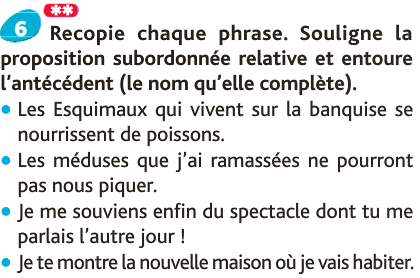 6 **
Recopie chaque phrase. Souligne la
proposition subordonnée relative et entoure
l'antécédent (le nom qu'elle complète).
• Les Esquimaux qui vivent sur la banquise se
nourrissent de poissons.
• Les méduses que j'ai ramassées ne pourront
pas nous piquer.
• Je me souviens enfin du spectacle dont tu me
parlais l'autre jour !
• Je te montre la nouvelle maison où je vais habiter.